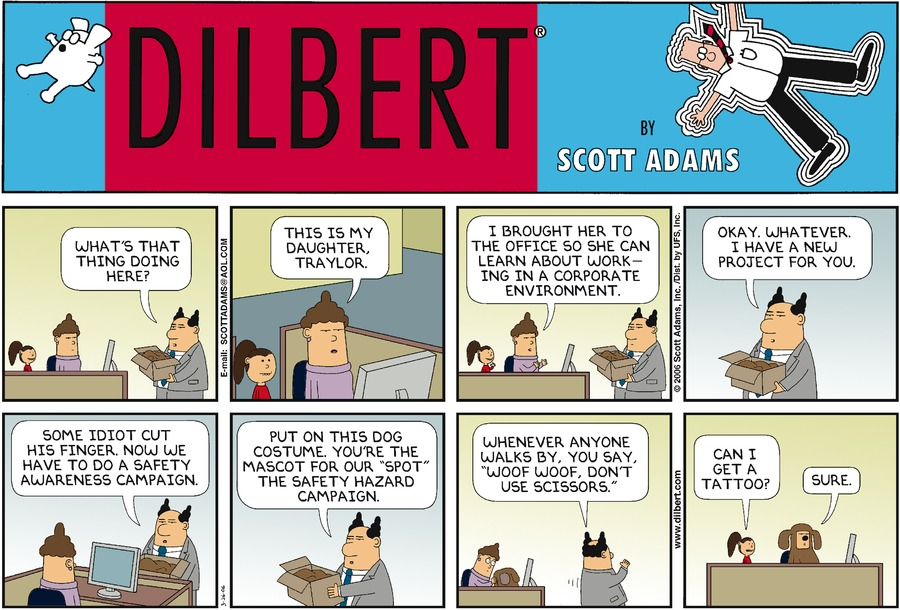 DILBERT®
BY
SCOTT ADAMS
WHAT'S THAT
THING DOING
HERE?
E-mail: SCOTTADAMS@AOL.COM
THIS IS MY
DAUGHTER,
TRAYLOR.
I BROUGHT HER TO
THE OFFICE SO SHE CAN
LEARN ABOUT WORK–
ING IN A CORPORATE
ENVIRONMENT.
© 2006 Scott Adams, Inc./Dist. by UFS, Inc.
OKAY. WHATEVER.
I HAVE A NEW
PROJECT FOR YOU.
SOME IDIOT CUT
HIS FINGER. NOW WE
HAVE TO DO A SAFETY
AWARENESS CAMPAIGN.
3-26-06
PUT ON THIS DOG
COSTUME. YOU'RE THE
MASCOT FOR OUR "SPOT"
THE SAFETY HAZARD
CAMPAIGN.
WHENEVER ANYONE
WALKS BY, YOU SAY,
"WOOF WOOF, DON'T
USE SCISSORS."
www.dilbert.com
CAN I
GET A
TATTOO?
SURE.